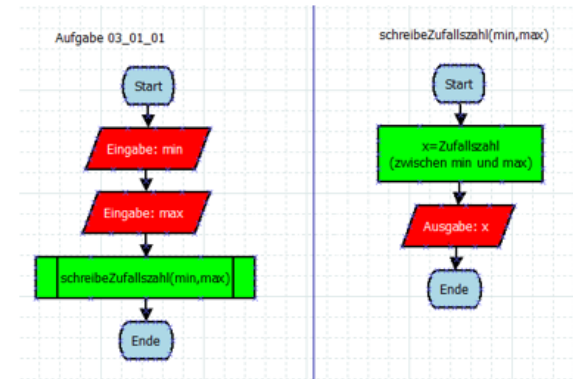 Aufgabe 03_01_01
Start
Eingabe: min
Eingabe: max
schreibeZufallszahl(min,max)
Ende
schreibeZufallszahl(min,max)
Start
x=Zufallszahl
(zwischen min und max)
Ausgabe: x
Ende